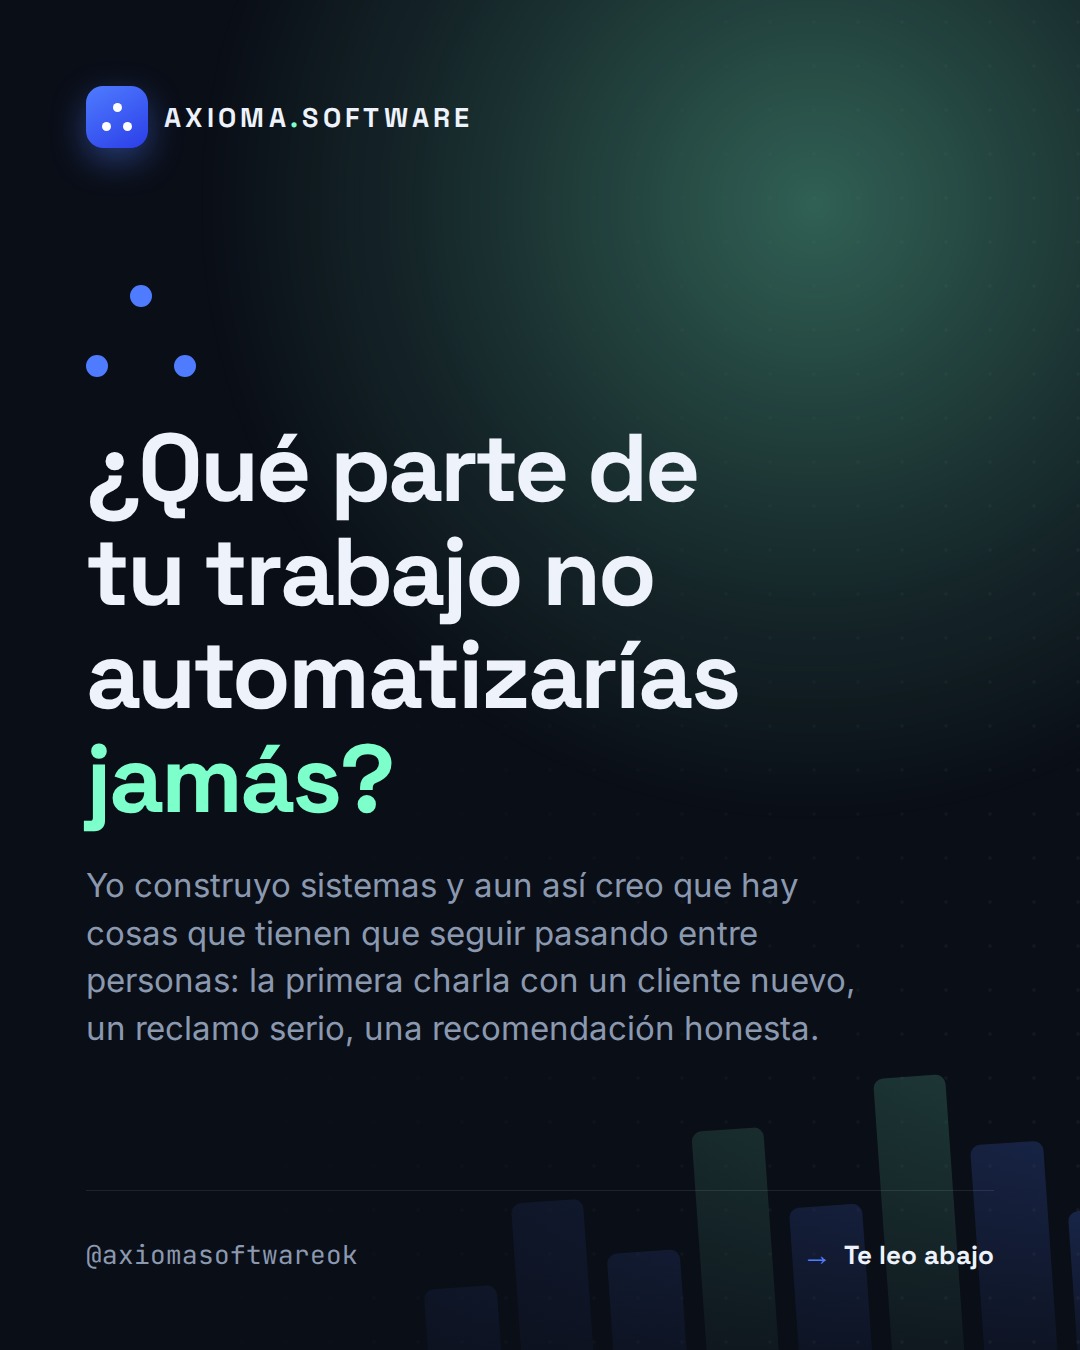 AXIOMA.SOFTWARE
¿Qué parte de
tu trabajo no
automatizarías
jamás?
Yo construyo sistemas y aun así creo que hay
cosas que tienen que seguir pasando entre
personas: la primera charla con un cliente nuevo,
un reclamo serio, una recomendación honesta.
@axiomasoftwareok
→ Te leo abajo